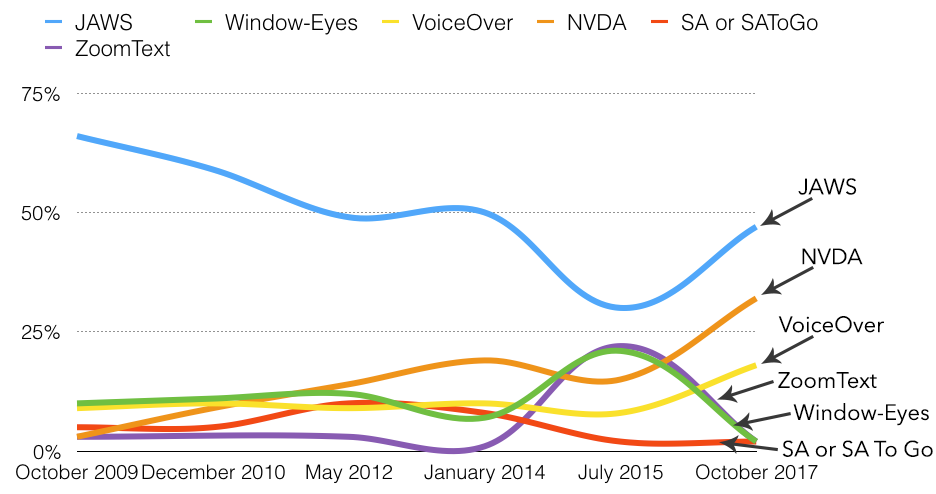 JAWS Window-Eyes VoiceOver NVDA SA or SAToGo
ZoomText
75%
50%
25%
0%
JAWS
NVDA
VoiceOver
ZoomText
Window-Eyes
SA or SA To Go
October 2009 December 2010 May 2012 January 2014 July 2015 October 2017